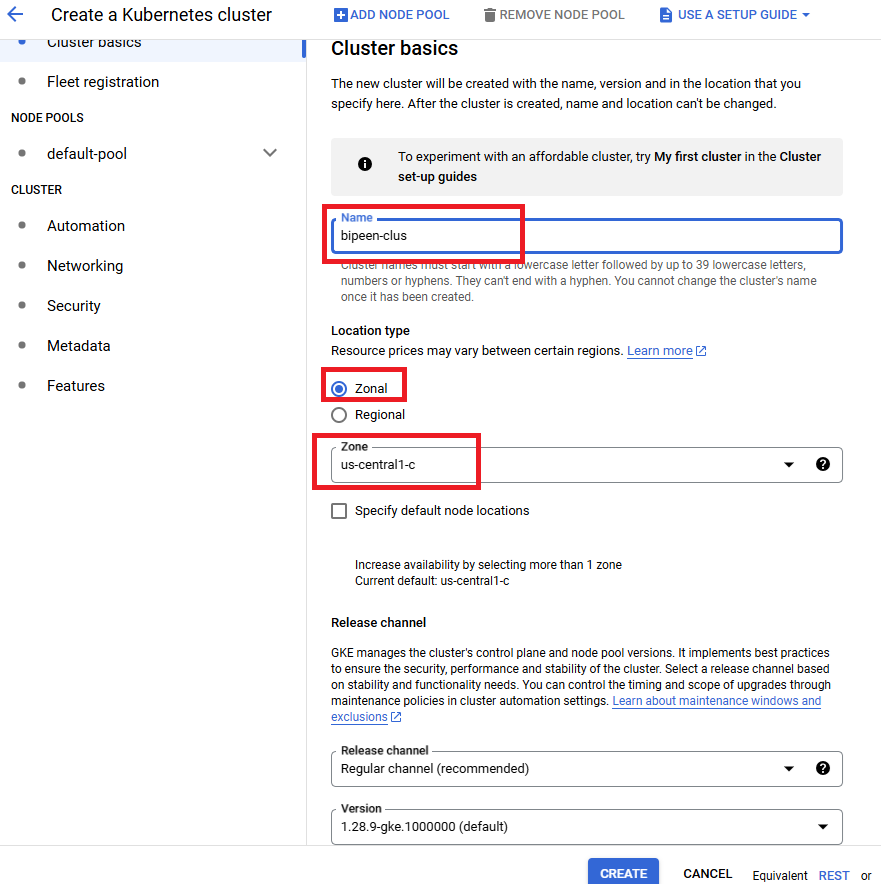 Create a Kubernetes cluster
ADD NODE POOL
REMOVE NODE POOL
USE A SETUP GUIDE
Cluster basics
Fleet registration
NODE POOLS
default-pool
CLUSTER
Automation
Networking
Security
Metadata
Features
Cluster basics
The new cluster will be created with the name, version and in the location that you
specify here. After the cluster is created, name and location can't be changed.
To experiment with an affordable cluster, try My first cluster in the Cluster
set-up guides
Name
bipeen-clus
Cluster names must start with a lowercase letter followed by up to 39 lowercase letters,
numbers or hyphens. They can't end with a hyphen. You cannot change the cluster's name
once it has been created.
Location type
Resource prices may vary between certain regions. Learn more
Zonal
Regional
Zone
us-central1-c
Specify default node locations
Increase availability by selecting more than 1 zone
Current default: us-central1-c
Release channel
GKE manages the cluster's control plane and node pool versions. It implements best practices
to ensure the security, performance and stability of the cluster. Select a release channel based
on stability and functionality needs. You can control the timing and scope of upgrades through
maintenance policies in cluster automation settings. Learn about maintenance windows and
exclusions
Release channel
Regular channel (recommended)
Version
1.28.9-gke.1000000 (default)
CREATE
CANCEL
Equivalent REST or